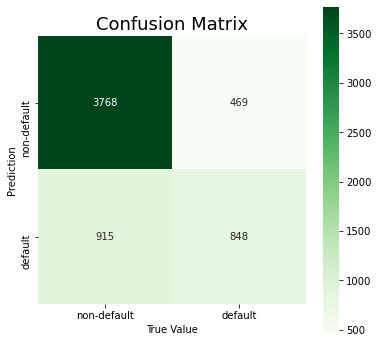 Confusion Matrix
Prediction
non-default
default
3768
469
915
848
non-default
default
True Value
3500
3000
2500
2000
1500
1000
500